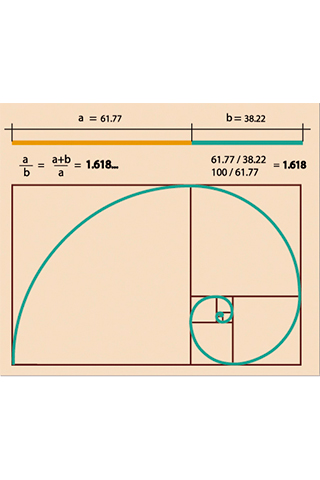 a = 61.77 b = 38.22
a/b = a+b/a = 1.618... 61.77 / 38.22
100 / 61.77 = 1.618